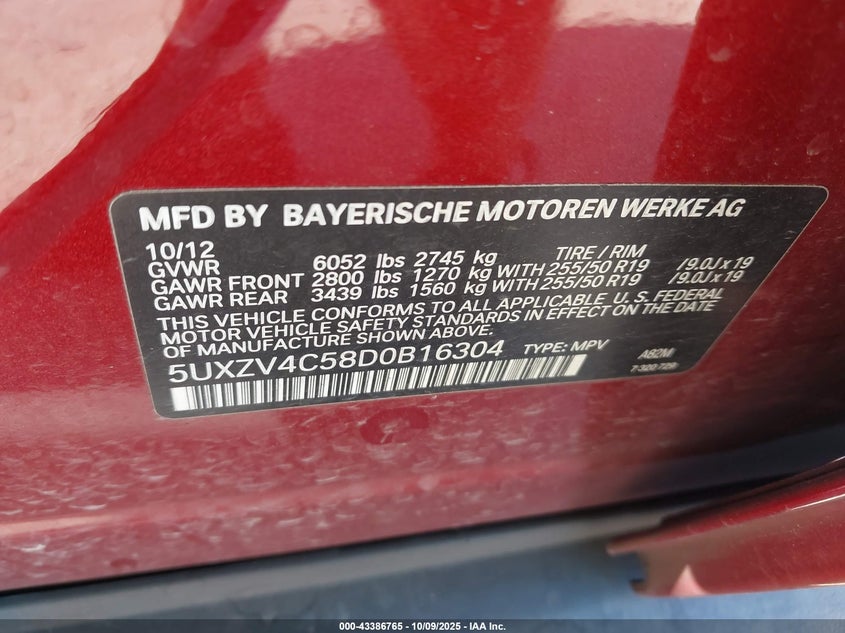 MFD BY BAYERISCHE MOTOREN WERKE AG
10/12 TIRE / RIM
GVWR 6052 lbs 2745 kg
GAWR FRONT 2800 lbs 1270 kg WITH 255/50 R19 /9.0J x 19
GAWR REAR 3439 lbs 1560 kg WITH 255/50 R19 /9.0J x 19
THIS VEHICLE CONFORMS TO ALL APPLICABLE U. S. FEDERAL
MOTOR VEHICLE SAFETY STANDARDS IN EFFECT ON THE DATE
OF MANUFACTURE SHOWN ABOVE.
5UXZV4C58D0B16304 TYPE: MPV A82M
7 320 729
000-43386765 - 10/09/2025 - IAA Inc.